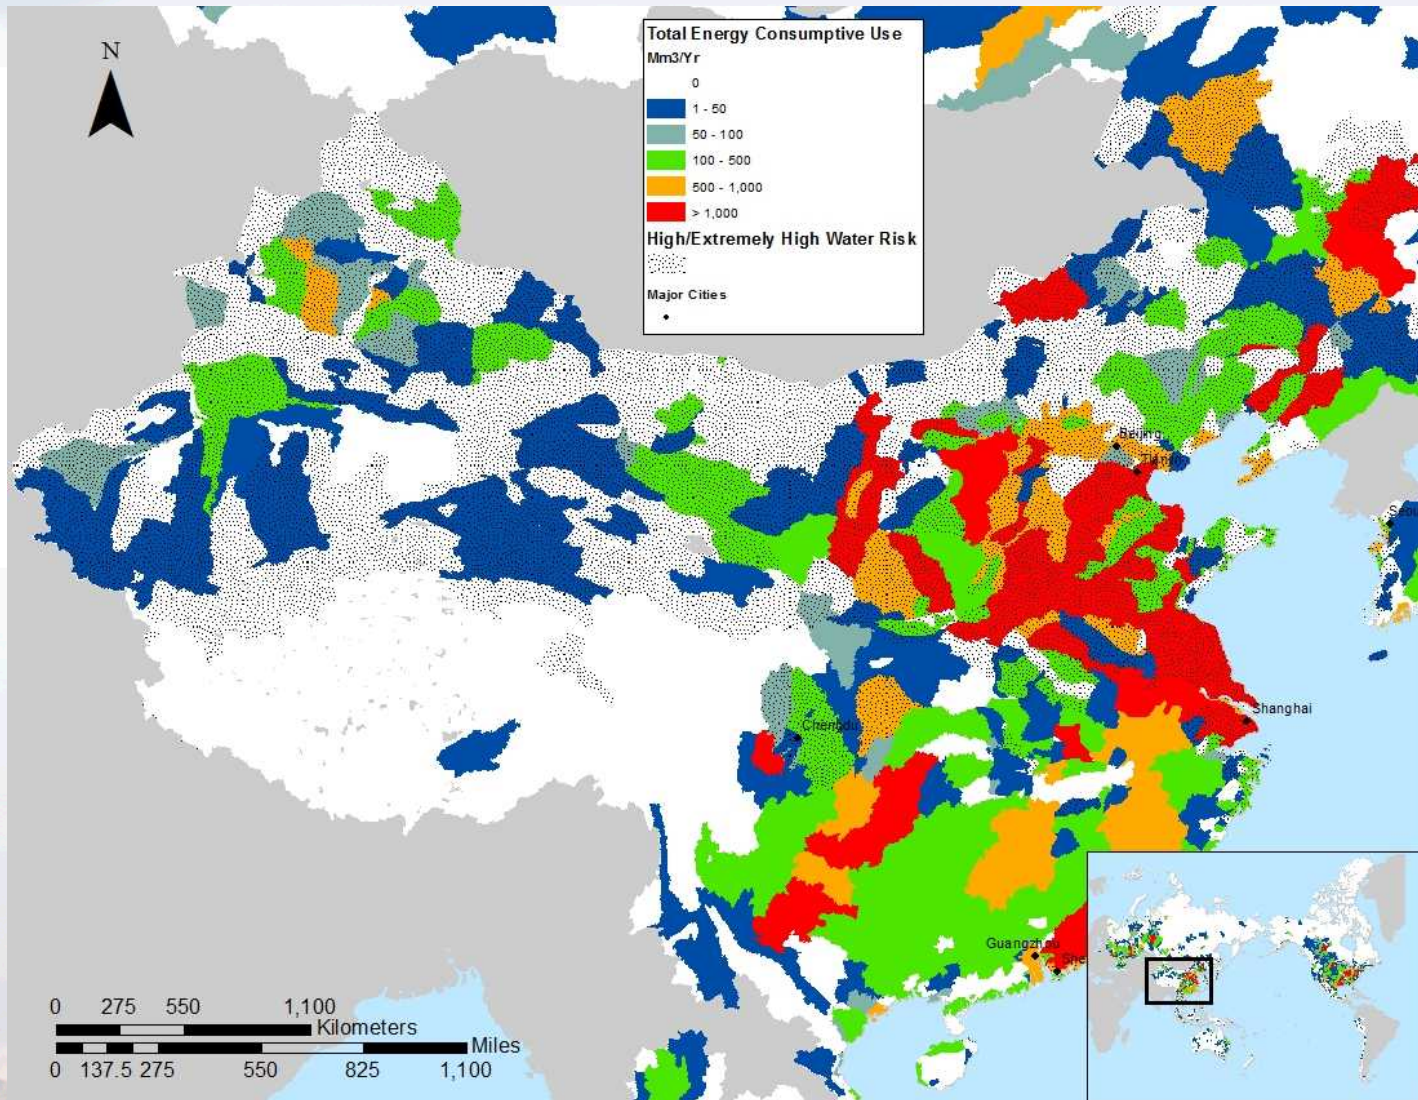 N
Total Energy Consumptive Use
Mm3/Yr
0
1 - 50
50 - 100
100 - 500
500 - 1,000
> 1,000
High/Extremely High Water Risk
Major Cities
Beijing
Shanghai
Chengdu
Guangzhou
She
0 275 550 1,100
Kilometers
Miles
0 137.5 275 550 825 1,100